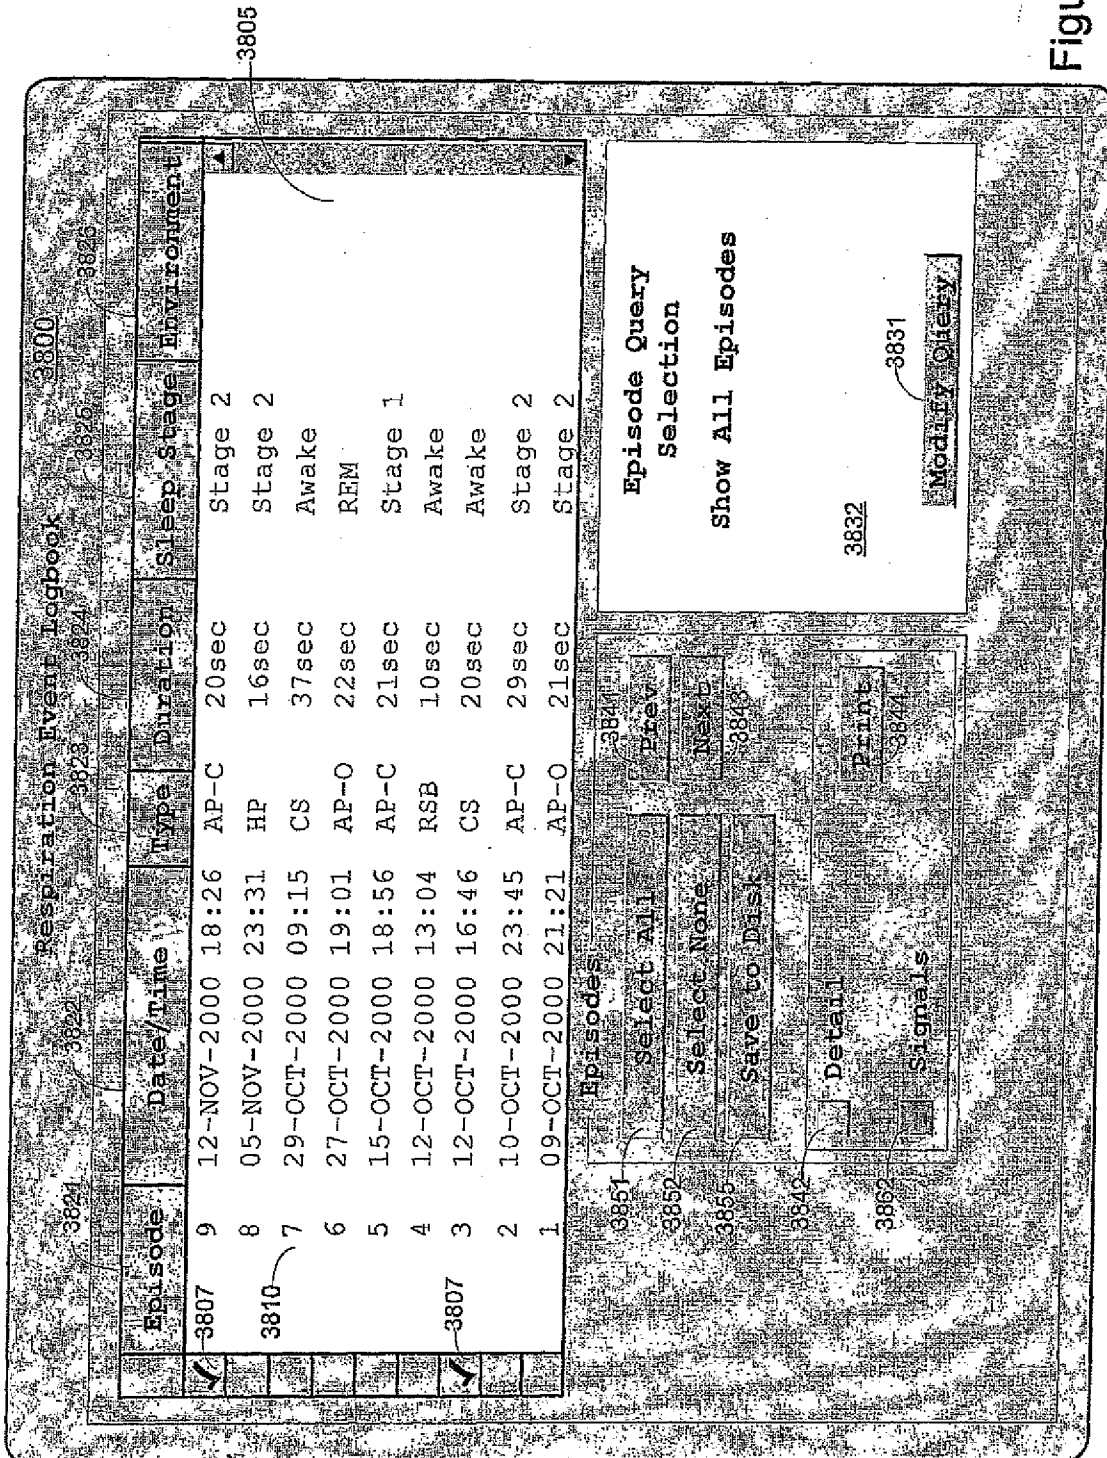 Respiration Event Logbook
3800
3821 3822 3823 3824 3825 3826
Episode Date/Time Type Duration Sleep Stage Environment
3807
9 12-NOV-2000 18:26 AP-C 20sec Stage 2
8 05-NOV-2000 23:31 HP 16sec Stage 2
3810
7 29-OCT-2000 09:15 CS 37sec Awake
6 27-OCT-2000 19:01 AP-O 22sec REM
5 15-OCT-2000 18:56 AP-C 21sec Stage 1
4 12-OCT-2000 13:04 RSB 10sec Awake
3807
3 12-OCT-2000 16:46 CS 20sec Awake
2 10-OCT-2000 23:45 AP-C 29sec Stage 2
1 09-OCT-2000 21:21 AP-O 21sec Stage 2
3805
Episodes
3851
Select All
3841
Prev
3852
Select None
Next
3843
3855
Save to Disk
3842
Detail
Print
3844
3862
Signals
Episode Query
Selection
Show All Episodes
3832
3831
Modify Query
Figu